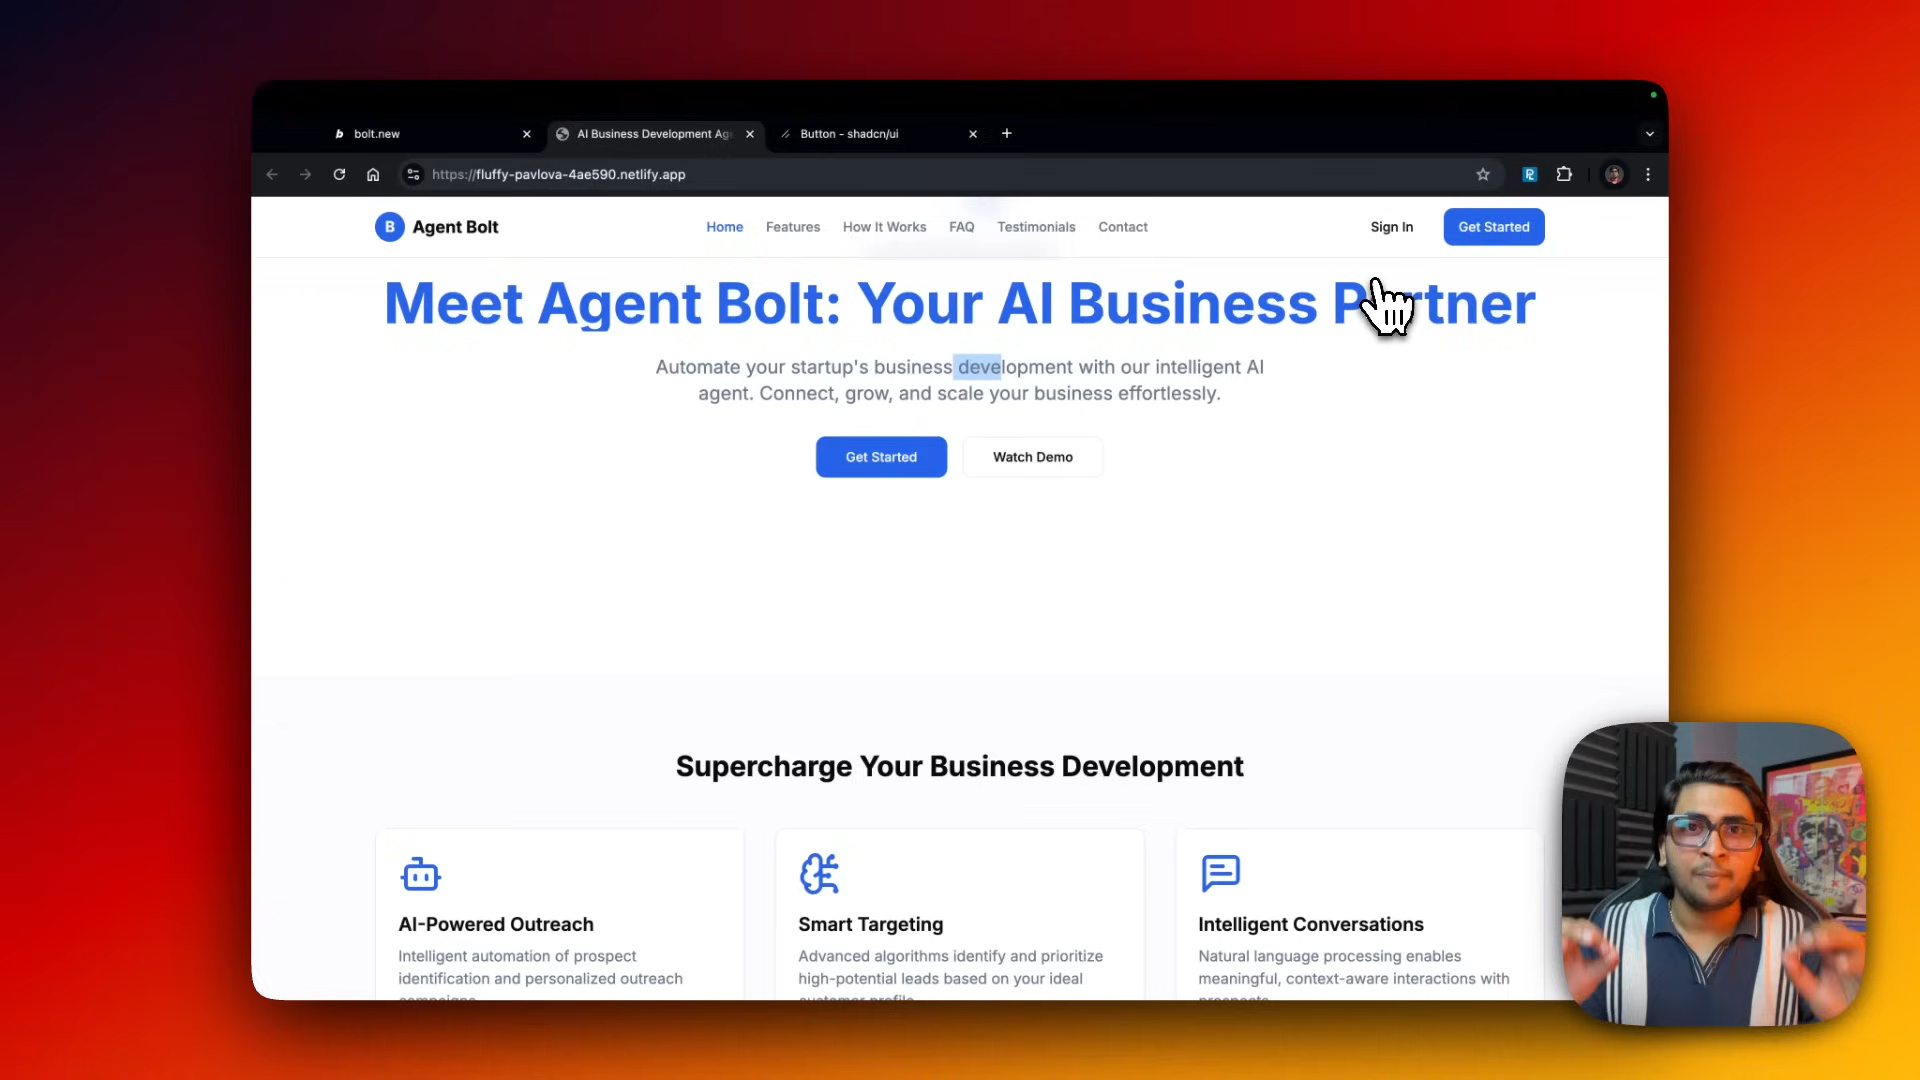 bolt.new
AI Business Development Age
Button - shadcn/ui
https://fluffy-pavlova-4ae590.netlify.app
B Agent Bolt
Home Features How It Works FAQ Testimonials Contact
Sign In
Get Started
Meet Agent Bolt: Your AI Business Partner
Automate your startup's business development with our intelligent AI
agent. Connect, grow, and scale your business effortlessly.
Get Started
Watch Demo
Supercharge Your Business Development
AI-Powered Outreach
Intelligent automation of prospect
identification and personalized outreach
campaigns
Smart Targeting
Advanced algorithms identify and prioritize
high-potential leads based on your ideal
customer profile
Intelligent Conversations
Natural language processing enables
meaningful, context-aware interactions with
prospects